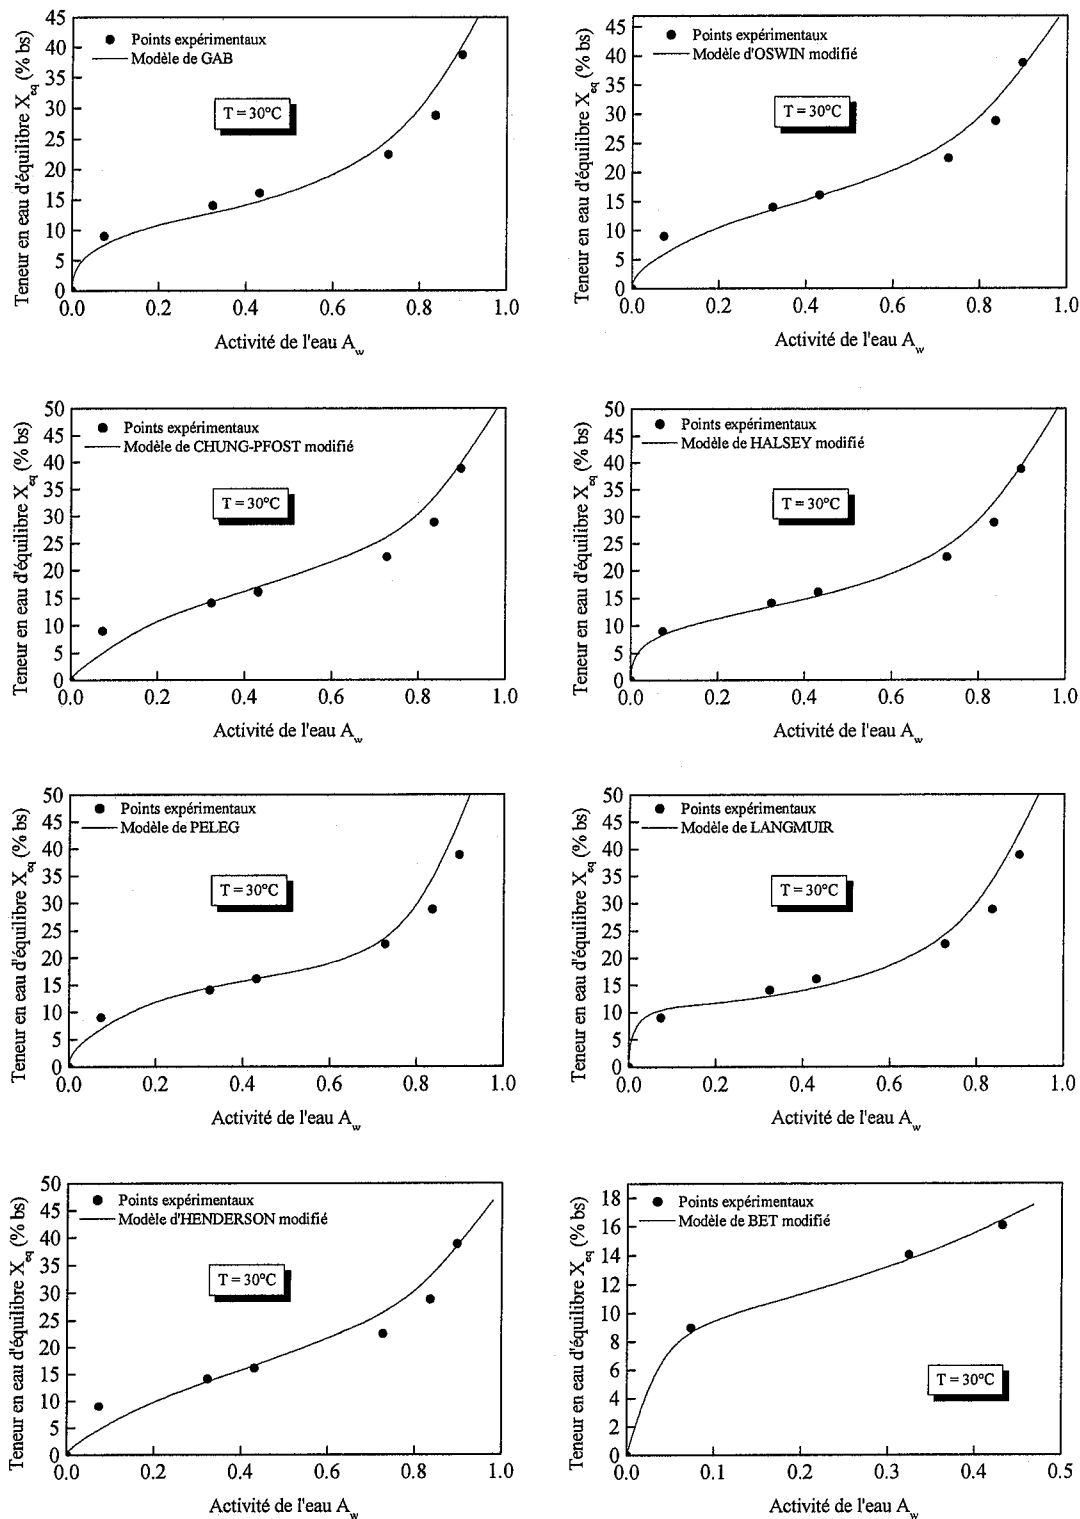 45
40
35
30
25
20
15
10
5
0
Teneur en eau d'équilibre X_eq (% bs)
Points expérimentaux
Modèle de GAB
T = 30°C
0.0 0.2 0.4 0.6 0.8 1.0
Activité de l'eau A_w
45
40
35
30
25
20
15
10
5
0
Teneur en eau d'équilibre X_eq (% bs)
Points expérimentaux
Modèle d'OSWIN modifié
T = 30°C
0.0 0.2 0.4 0.6 0.8 1.0
Activité de l'eau A_w
50
45
40
35
30
25
20
15
10
5
0
Teneur en eau d'équilibre X_eq (% bs)
Points expérimentaux
Modèle de CHUNG-PFOST modifié
T = 30°C
0.0 0.2 0.4 0.6 0.8 1.0
Activité de l'eau A_w
50
45
40
35
30
25
20
15
10
5
0
Teneur en eau d'équilibre X_eq (% bs)
Points expérimentaux
Modèle de HALSEY modifié
T = 30°C
0.0 0.2 0.4 0.6 0.8 1.0
Activité de l'eau A_w
50
45
40
35
30
25
20
15
10
5
0
Teneur en eau d'équilibre X_eq (% bs)
Points expérimentaux
Modèle de PELEG
T = 30°C
0.0 0.2 0.4 0.6 0.8 1.0
Activité de l'eau A_w
50
45
40
35
30
25
20
15
10
5
0
Teneur en eau d'équilibre X_eq (% bs)
Points expérimentaux
Modèle de LANGMUIR
T = 30°C
0.0 0.2 0.4 0.6 0.8 1.0
Activité de l'eau A_w
50
45
40
35
30
25
20
15
10
5
0
Teneur en eau d'équilibre X_eq (% bs)
Points expérimentaux
Modèle d'HENDERSON modifié
T = 30°C
0.0 0.2 0.4 0.6 0.8 1.0
Activité de l'eau A_w
18
16
14
12
10
8
6
4
2
0
Teneur en eau d'équilibre X_eq (% bs)
Points expérimentaux
Modèle de BET modifié
T = 30°C
0.0 0.1 0.2 0.3 0.4 0.5
Activité de l'eau A_w